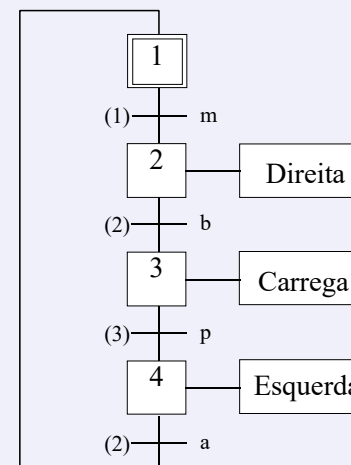 1
(1) m
2 Direita
(2) b
3 Carrega
(3) p
4 Esquerda
(2) a